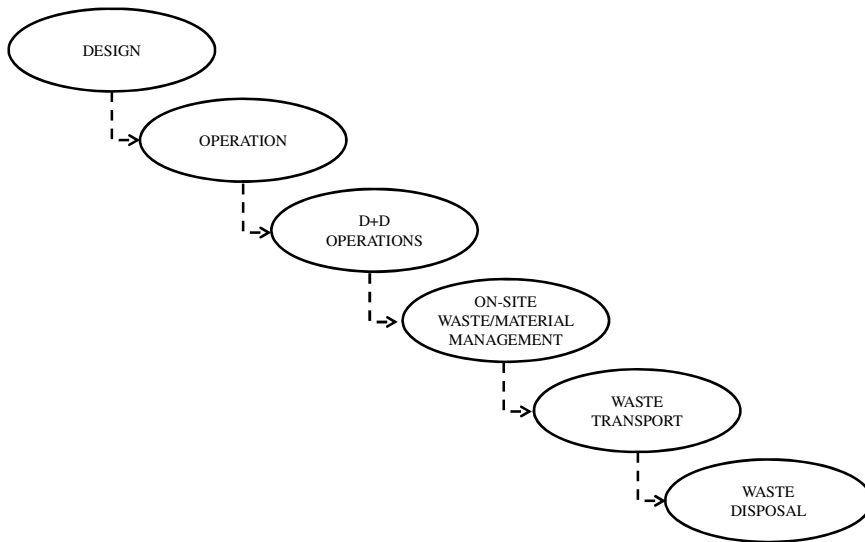 DESIGN
OPERATION
D+D
OPERATIONS
ON-SITE
WASTE/MATERIAL
MANAGEMENT
WASTE
TRANSPORT
WASTE
DISPOSAL